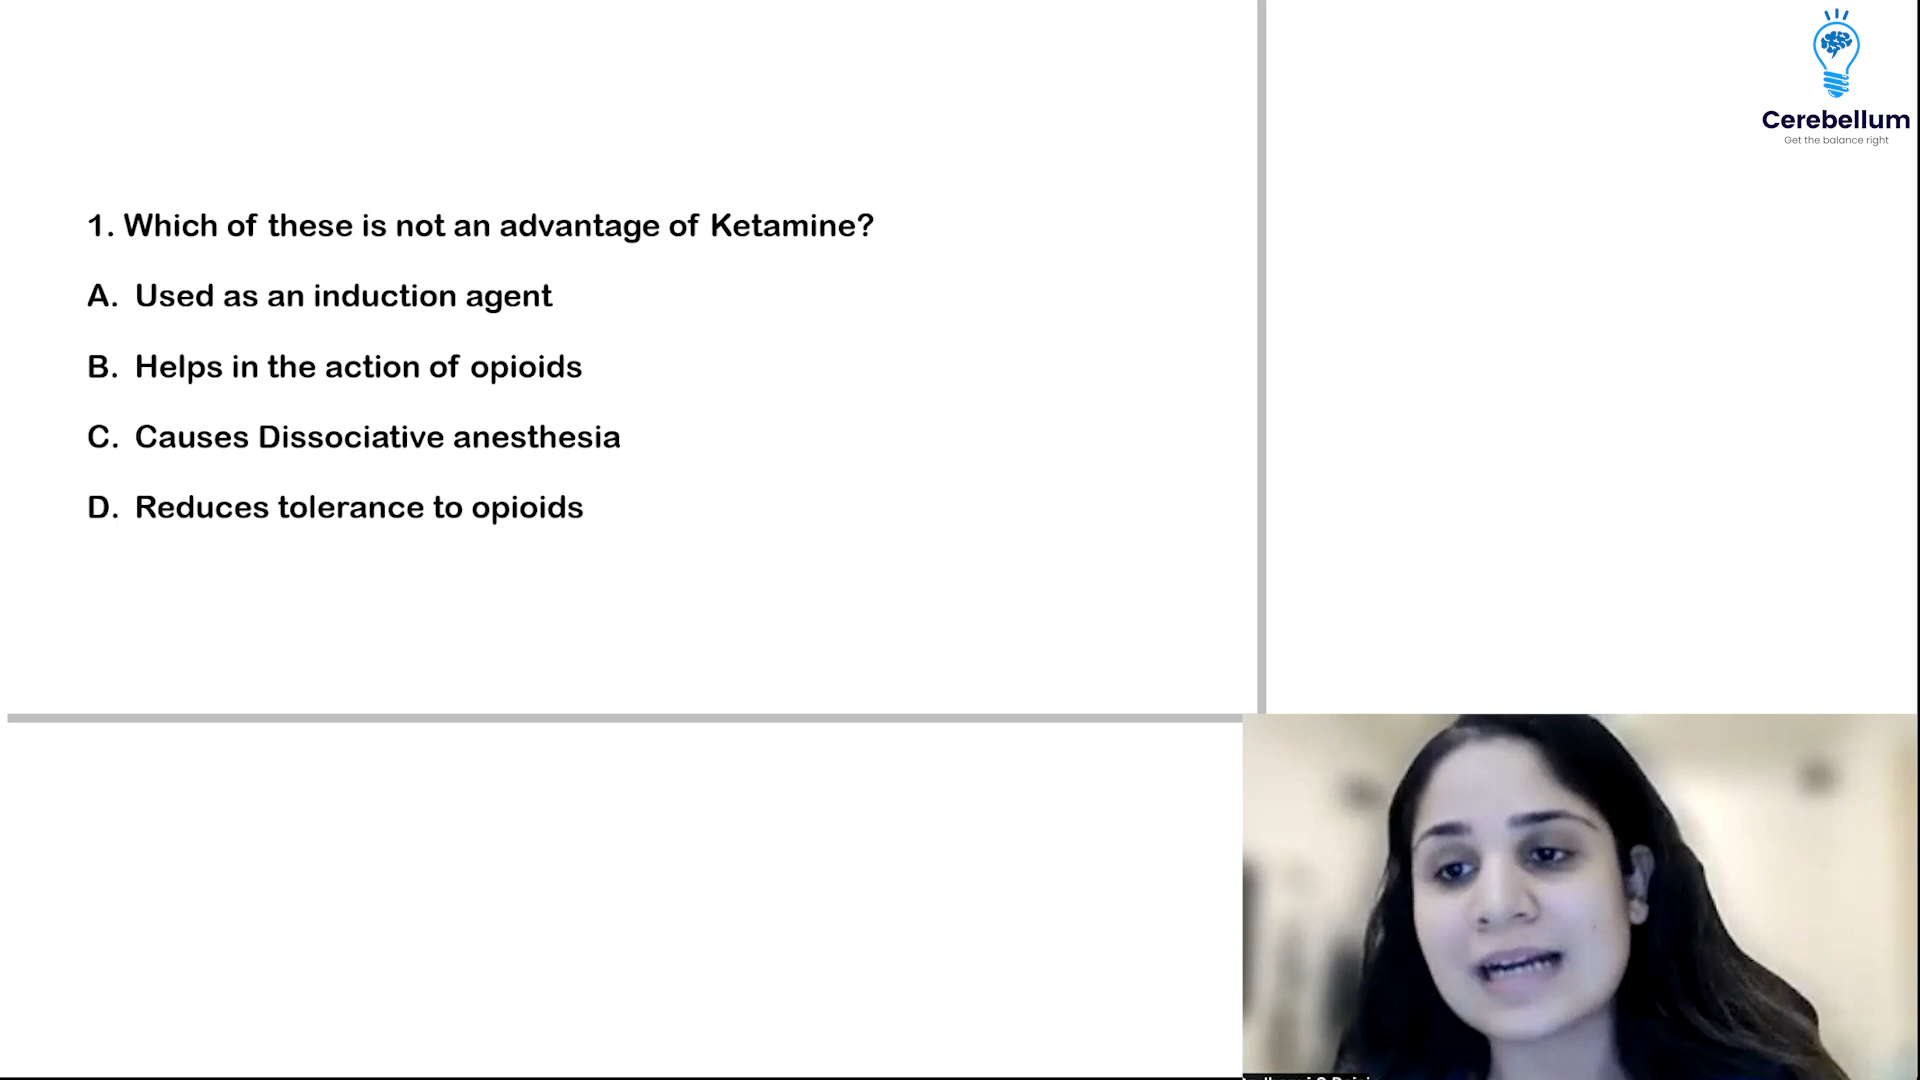 Cerebellum
Get the balance right
1. Which of these is not an advantage of Ketamine?
A. Used as an induction agent
B. Helps in the action of opioids
C. Causes Dissociative anesthesia
D. Reduces tolerance to opioids